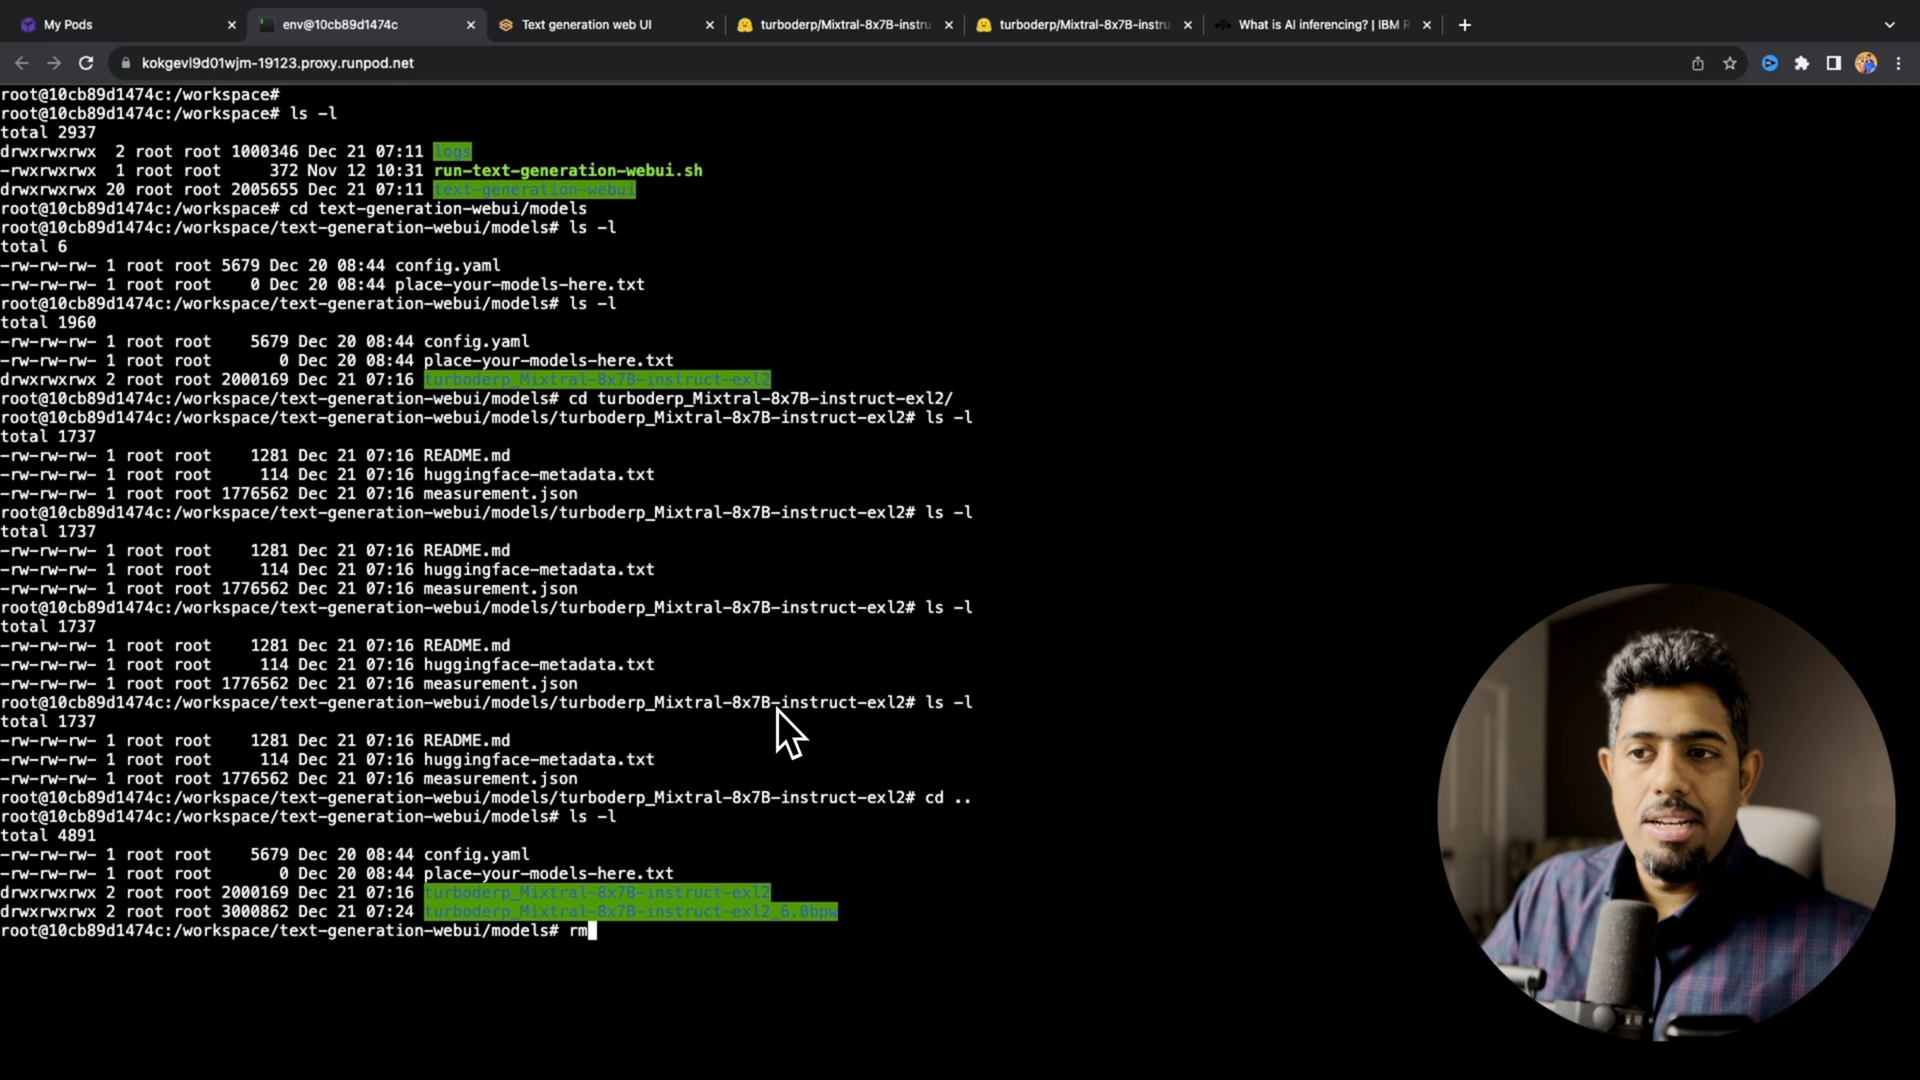 My Pods
env@10cb89d1474c
Text generation web UI
turboderp/Mixtral-8x7B-instru
turboderp/Mixtral-8x7B-instru
What is AI inferencing? | IBM R
kokgevl9d01wjm-19123.proxy.runpod.net
root@10cb89d1474c:/workspace#
root@10cb89d1474c:/workspace# ls -l
total 2937
drwxrwxrwx  2 root root 1000346 Dec 21 07:11 logs
-rwxrwxrwx  1 root root     372 Nov 12 10:31 run-text-generation-webui.sh
drwxrwxrwx 20 root root 2005655 Dec 21 07:11 text-generation-webui
root@10cb89d1474c:/workspace# cd text-generation-webui/models
root@10cb89d1474c:/workspace/text-generation-webui/models# ls -l
total 6
-rw-rw-rw- 1 root root 5679 Dec 20 08:44 config.yaml
-rw-rw-rw- 1 root root    0 Dec 20 08:44 place-your-models-here.txt
root@10cb89d1474c:/workspace/text-generation-webui/models# ls -l
total 1960
-rw-rw-rw- 1 root root    5679 Dec 20 08:44 config.yaml
-rw-rw-rw- 1 root root       0 Dec 20 08:44 place-your-models-here.txt
drwxrwxrwx 2 root root 2000169 Dec 21 07:16 turboderp_Mixtral-8x7B-instruct-exl2
root@10cb89d1474c:/workspace/text-generation-webui/models# cd turboderp_Mixtral-8x7B-instruct-exl2/
root@10cb89d1474c:/workspace/text-generation-webui/models/turboderp_Mixtral-8x7B-instruct-exl2# ls -l
total 1737
-rw-rw-rw- 1 root root    1281 Dec 21 07:16 README.md
-rw-rw-rw- 1 root root     114 Dec 21 07:16 huggingface-metadata.txt
-rw-rw-rw- 1 root root 1776562 Dec 21 07:16 measurement.json
root@10cb89d1474c:/workspace/text-generation-webui/models/turboderp_Mixtral-8x7B-instruct-exl2# ls -l
total 1737
-rw-rw-rw- 1 root root    1281 Dec 21 07:16 README.md
-rw-rw-rw- 1 root root     114 Dec 21 07:16 huggingface-metadata.txt
-rw-rw-rw- 1 root root 1776562 Dec 21 07:16 measurement.json
root@10cb89d1474c:/workspace/text-generation-webui/models/turboderp_Mixtral-8x7B-instruct-exl2# ls -l
total 1737
-rw-rw-rw- 1 root root    1281 Dec 21 07:16 README.md
-rw-rw-rw- 1 root root     114 Dec 21 07:16 huggingface-metadata.txt
-rw-rw-rw- 1 root root 1776562 Dec 21 07:16 measurement.json
root@10cb89d1474c:/workspace/text-generation-webui/models/turboderp_Mixtral-8x7B-instruct-exl2# ls -l
total 1737
-rw-rw-rw- 1 root root    1281 Dec 21 07:16 README.md
-rw-rw-rw- 1 root root     114 Dec 21 07:16 huggingface-metadata.txt
-rw-rw-rw- 1 root root 1776562 Dec 21 07:16 measurement.json
root@10cb89d1474c:/workspace/text-generation-webui/models/turboderp_Mixtral-8x7B-instruct-exl2# cd ..
root@10cb89d1474c:/workspace/text-generation-webui/models# ls -l
total 4891
-rw-rw-rw- 1 root root    5679 Dec 20 08:44 config.yaml
-rw-rw-rw- 1 root root       0 Dec 20 08:44 place-your-models-here.txt
drwxrwxrwx 2 root root 2000169 Dec 21 07:16 turboderp_Mixtral-8x7B-instruct-exl2
drwxrwxrwx 2 root root 3000862 Dec 21 07:24 turboderp_Mixtral-8x7B-instruct-exl2_6.0bpw
root@10cb89d1474c:/workspace/text-generation-webui/models# rm